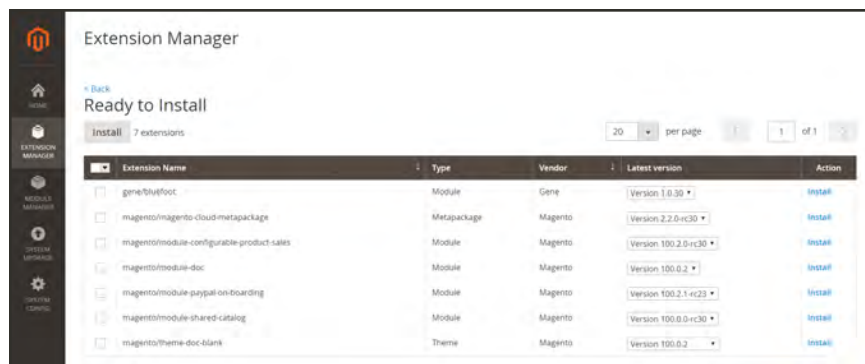 Extension Manager
< Back
Ready to Install
Install 7 extensions 20 per page 1 of 1
Extension Name Type Vendor Latest version Action
gene/bluefoot Module Gene Version 1.0.30 Install
magento/magento-cloud-metapackage Metapackage Magento Version 2.2.0-rc30 Install
magento/module-configurable-product-sales Module Magento Version 100.2.0-rc30 Install
magento/module-doc Module Magento Version 100.0.2 Install
magento/module-paypal-on-boarding Module Magento Version 100.2.1-rc23 Install
magento/module-shared-catalog Module Magento Version 100.0.0-rc30 Install
magento/theme-doc-blank Theme Magento Version 100.0.2 Install
HOME
EXTENSION
MANAGER
MODULE
MANAGER
SYSTEM
UPGRADE
SYSTEM
CONFIG